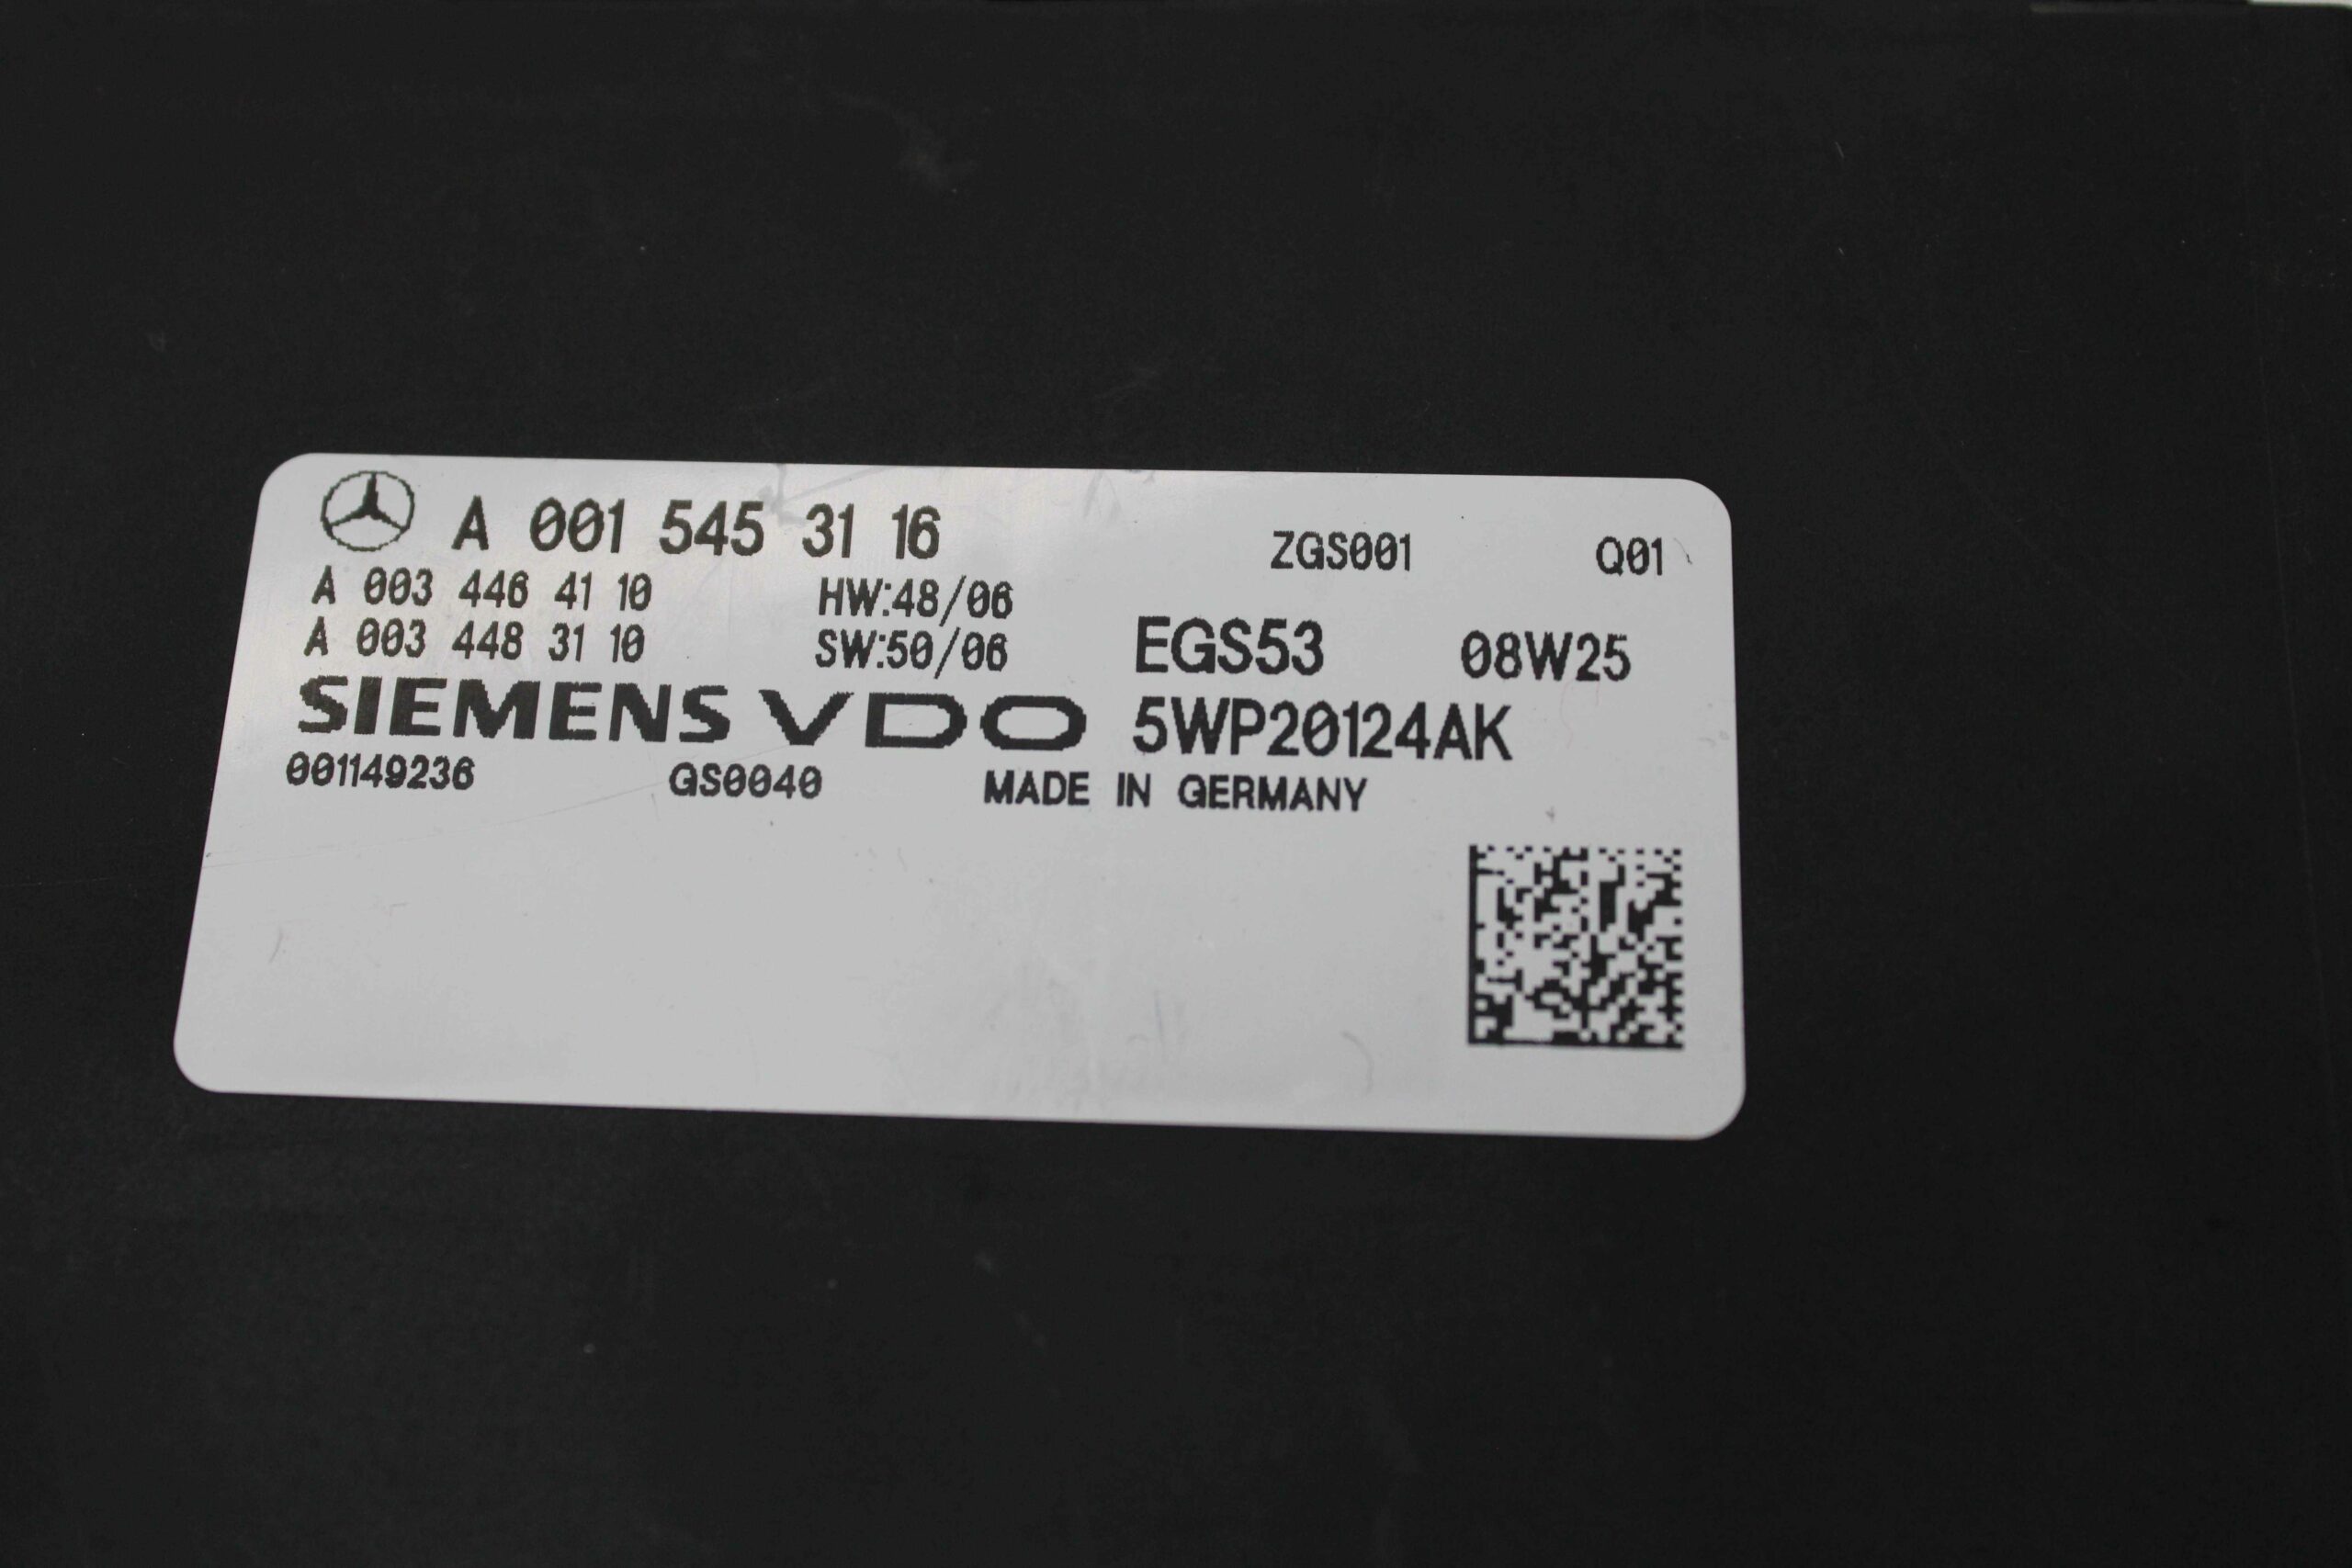 A 001 545 31 16 ZGS001 Q01
A 003 446 41 10 HW:48/06
A 003 448 31 10 SW:50/06 EGS53 08W25
SIEMENS VDO 5WP20124AK
001149236 GS0040 MADE IN GERMANY